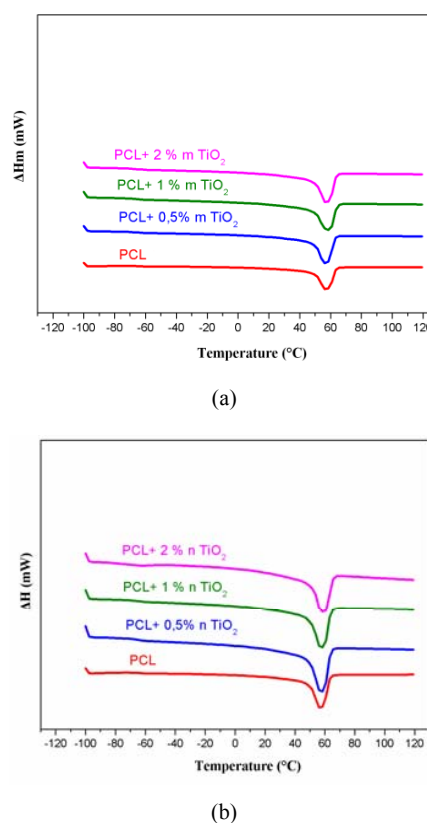 ΔHm (mW)
PCL+ 2 % m TiO₂
PCL+ 1 % m TiO₂
PCL+ 0,5% m TiO₂
PCL
-120 -100 -80 -60 -40 -20 0 20 40 60 80 100 120
Temperature (°C)
(a)
ΔH (mW)
PCL+ 2 % n TiO₂
PCL+ 1 % n TiO₂
PCL+ 0,5% n TiO₂
PCL
-120 -100 -80 -60 -40 -20 0 20 40 60 80 100 120
Temperature (°C)
(b)